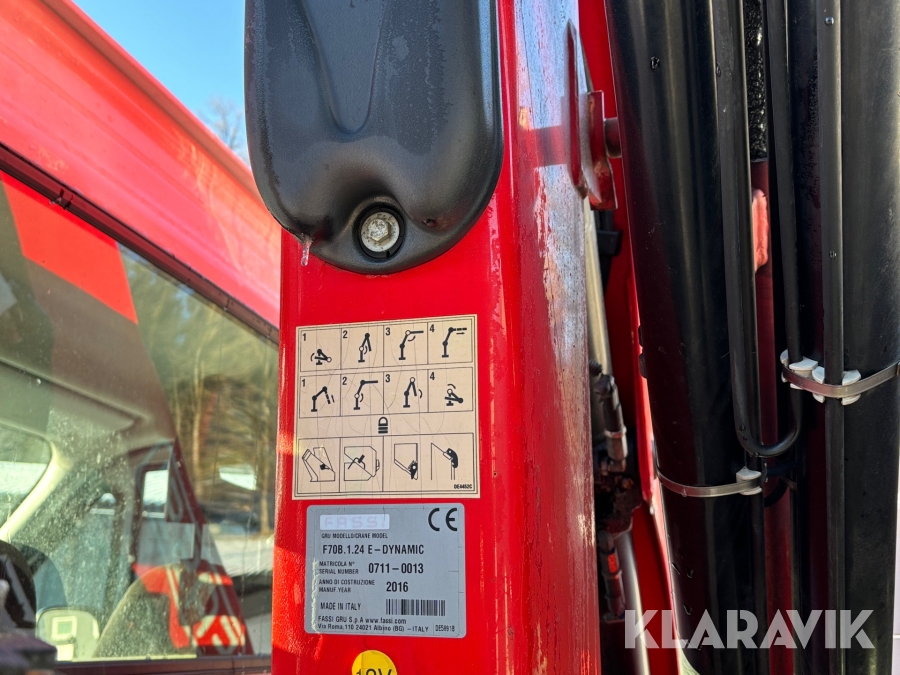 1 2 3 4
1 2 3 4
DE4452C
FASSI
CE
GRU MODELLO/CRANE MODEL
F70B.1.24 E-DYNAMIC
MATRICOLA N°
SERIAL NUMBER 0711-0013
ANNO DI COSTRUZIONE
MANUF YEAR 2016
MADE IN ITALY
FASSI GRU S.p.A www.fassi.com
Via Roma,110 24021 Albino (BG) - ITALY DE5891B
12V
KLARAVIK